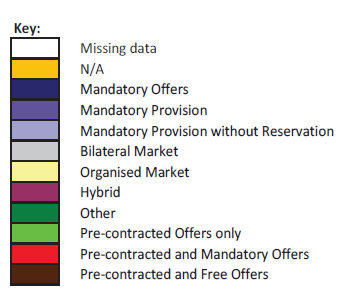 Key:
Missing data
N/A
Mandatory Offers
Mandatory Provision
Mandatory Provision without Reservation
Bilateral Market
Organised Market
Hybrid
Other
Pre-contracted Offers only
Pre-contracted and Mandatory Offers
Pre-contracted and Free Offers